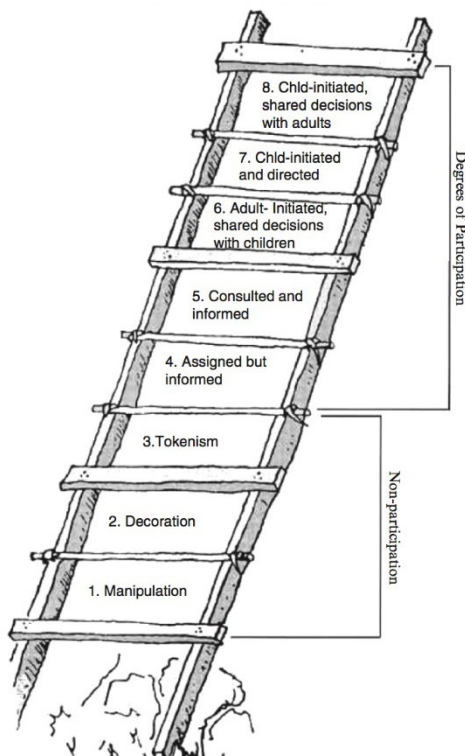 8. Chld-initiated,
shared decisions
with adults
7. Chld-initiated
and directed
6. Adult- Initiated,
shared decisions
with children
5. Consulted and
informed
4. Assigned but
informed
3.Tokenism
2. Decoration
1. Manipulation
Degrees of Participation
Non-participation